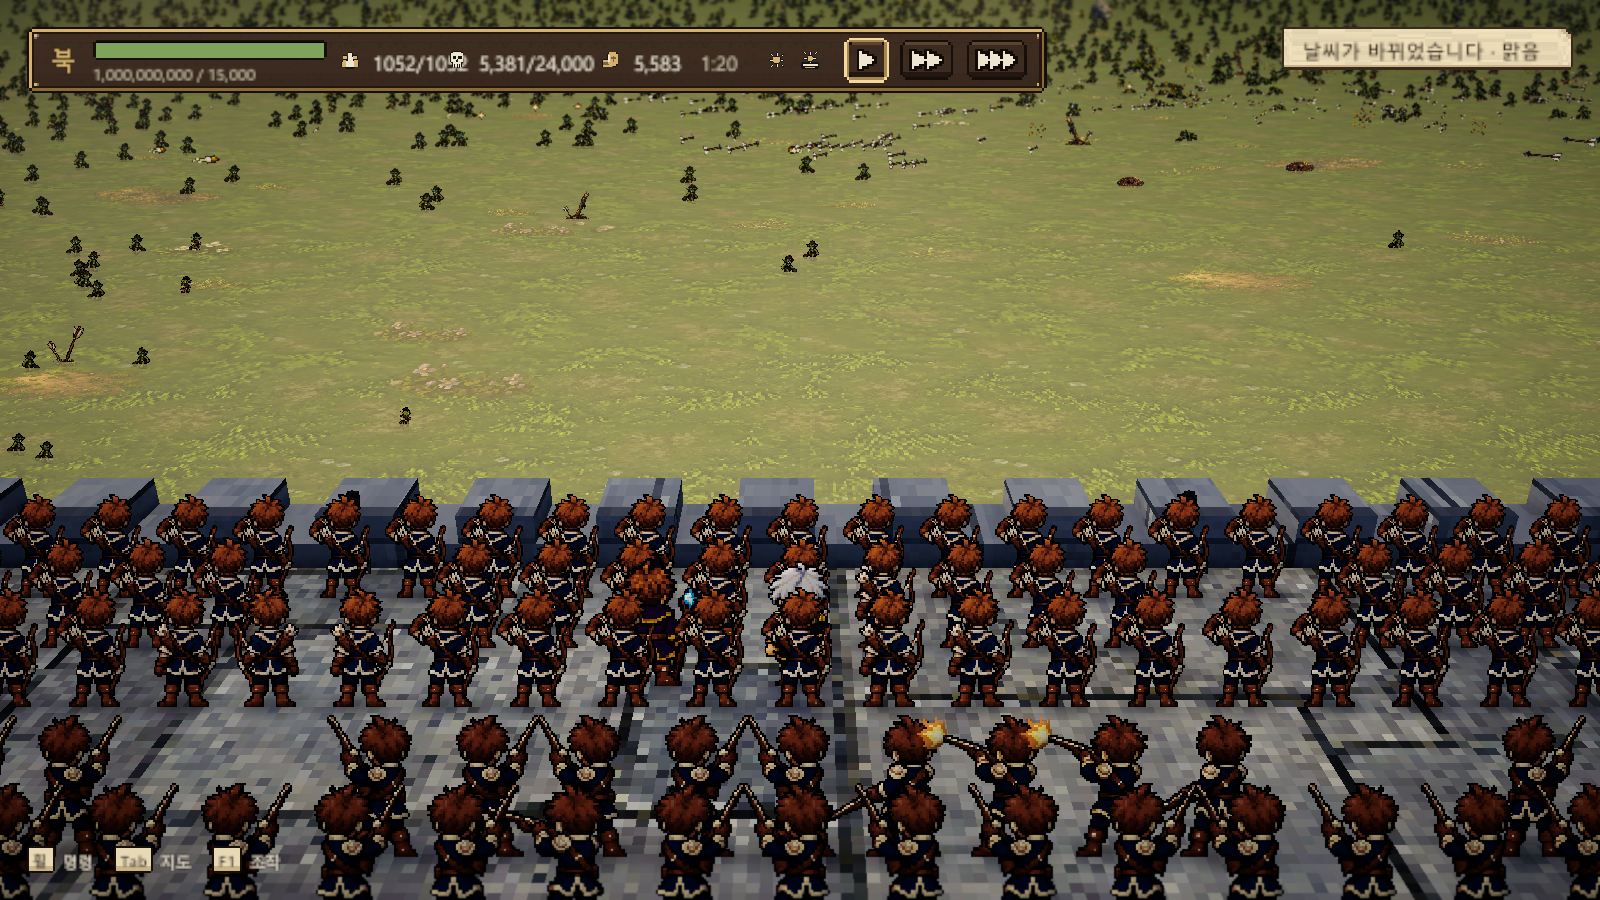 북
1,000,000,000 / 15,000
1052/1052
5,381/24,000
5,583
1:20
날씨가 바뀌었습니다 · 맑음
휠 명령 Tab 지도 F1 조작